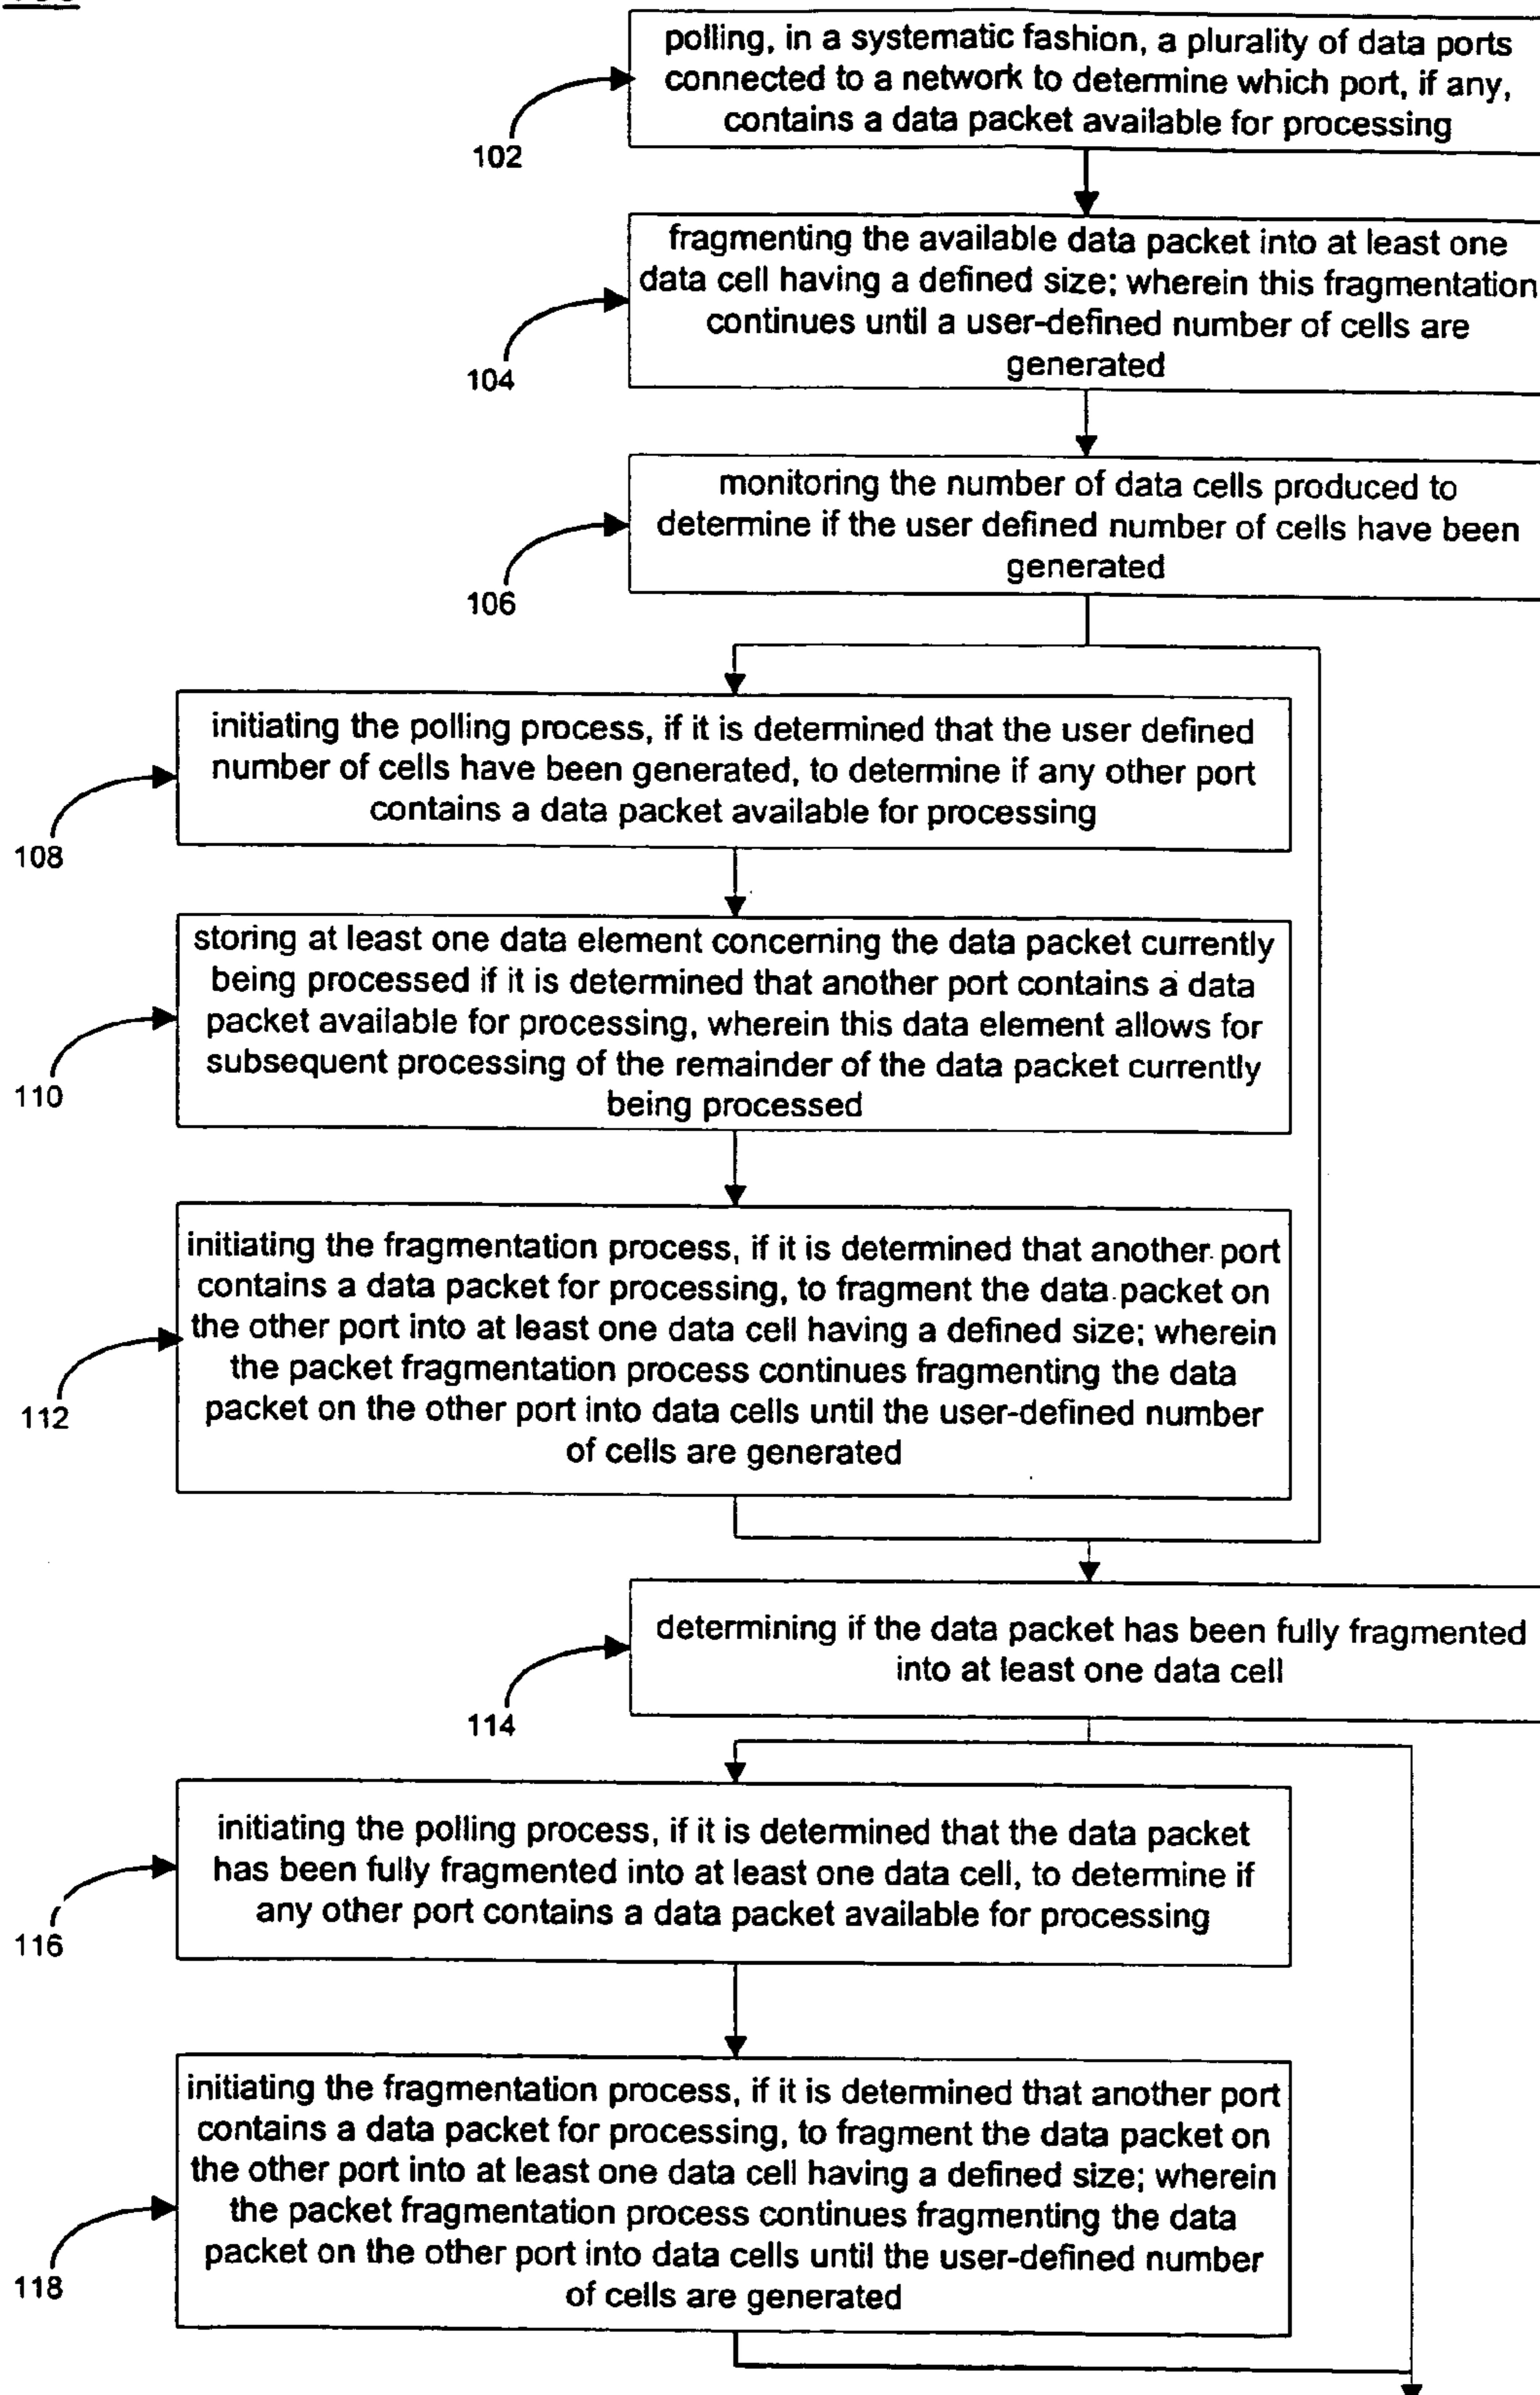 polling, in a systematic fashion, a plurality of data ports
connected to a network to determine which port, if any,
contains a data packet available for processing
102
fragmenting the available data packet into at least one
data cell having a defined size; wherein this fragmentation
continues until a user-defined number of cells are
generated
104
monitoring the number of data cells produced to
determine if the user defined number of cells have been
generated
106
initiating the polling process, if it is determined that the user defined
number of cells have been generated, to determine if any other port
contains a data packet available for processing
108
storing at least one data element concerning the data packet currently
being processed if it is determined that another port contains a data
packet available for processing, wherein this data element allows for
subsequent processing of the remainder of the data packet currently
being processed
110
initiating the fragmentation process, if it is determined that another port
contains a data packet for processing, to fragment the data packet on
the other port into at least one data cell having a defined size; wherein
the packet fragmentation process continues fragmenting the data
packet on the other port into data cells until the user-defined number
of cells are generated
112
determining if the data packet has been fully fragmented
into at least one data cell
114
initiating the polling process, if it is determined that the data packet
has been fully fragmented into at least one data cell, to determine if
any other port contains a data packet available for processing
116
initiating the fragmentation process, if it is determined that another port
contains a data packet for processing, to fragment the data packet on
the other port into at least one data cell having a defined size; wherein
the packet fragmentation process continues fragmenting the data
packet on the other port into data cells until the user-defined number
of cells are generated
118